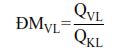 ĐM_VL = Q_VL / Q_KL